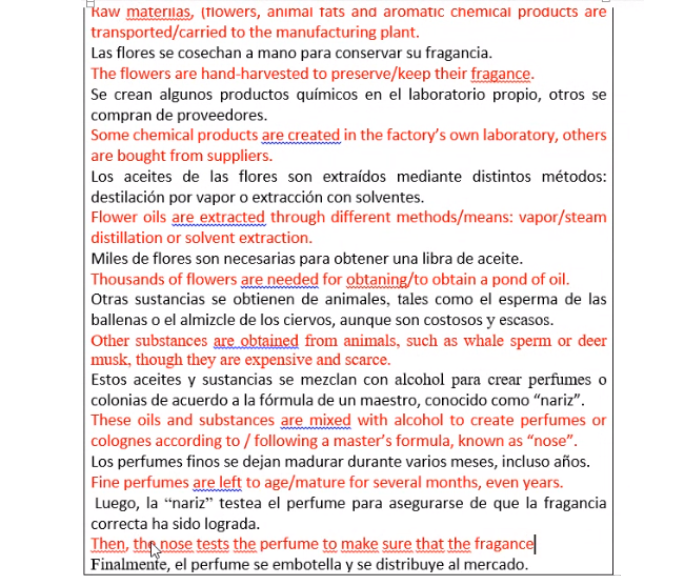 Raw materilas, (flowers, animal fats and aromatic chemical products are
transported/carried to the manufacturing plant.
Las flores se cosechan a mano para conservar su fragancia.
The flowers are hand-harvested to preserve/keep their fragance.
Se crean algunos productos químicos en el laboratorio propio, otros se
compran de proveedores.
Some chemical products are created in the factory's own laboratory, others
are bought from suppliers.
Los aceites de las flores son extraídos mediante distintos métodos:
destilación por vapor o extracción con solventes.
Flower oils are extracted through different methods/means: vapor/steam
distillation or solvent extraction.
Miles de flores son necesarias para obtener una libra de aceite.
Thousands of flowers are needed for obtaning/to obtain a pond of oil.
Otras sustancias se obtienen de animales, tales como el esperma de las
ballenas o el almizcle de los ciervos, aunque son costosos y escasos.
Other substances are obtained from animals, such as whale sperm or deer
musk, though they are expensive and scarce.
Estos aceites y sustancias se mezclan con alcohol para crear perfumes o
colonias de acuerdo a la fórmula de un maestro, conocido como “nariz”.
These oils and substances are mixed with alcohol to create perfumes or
colognes according to / following a master's formula, known as “nose”.
Los perfumes finos se dejan madurar durante varios meses, incluso años.
Fine perfumes are left to age/mature for several months, even years.
Luego, la “nariz” testea el perfume para asegurarse de que la fragancia
correcta ha sido lograda.
Then, the nose tests the perfume to make sure that the fragance
Finalmente, el perfume se embotella y se distribuye al mercado.